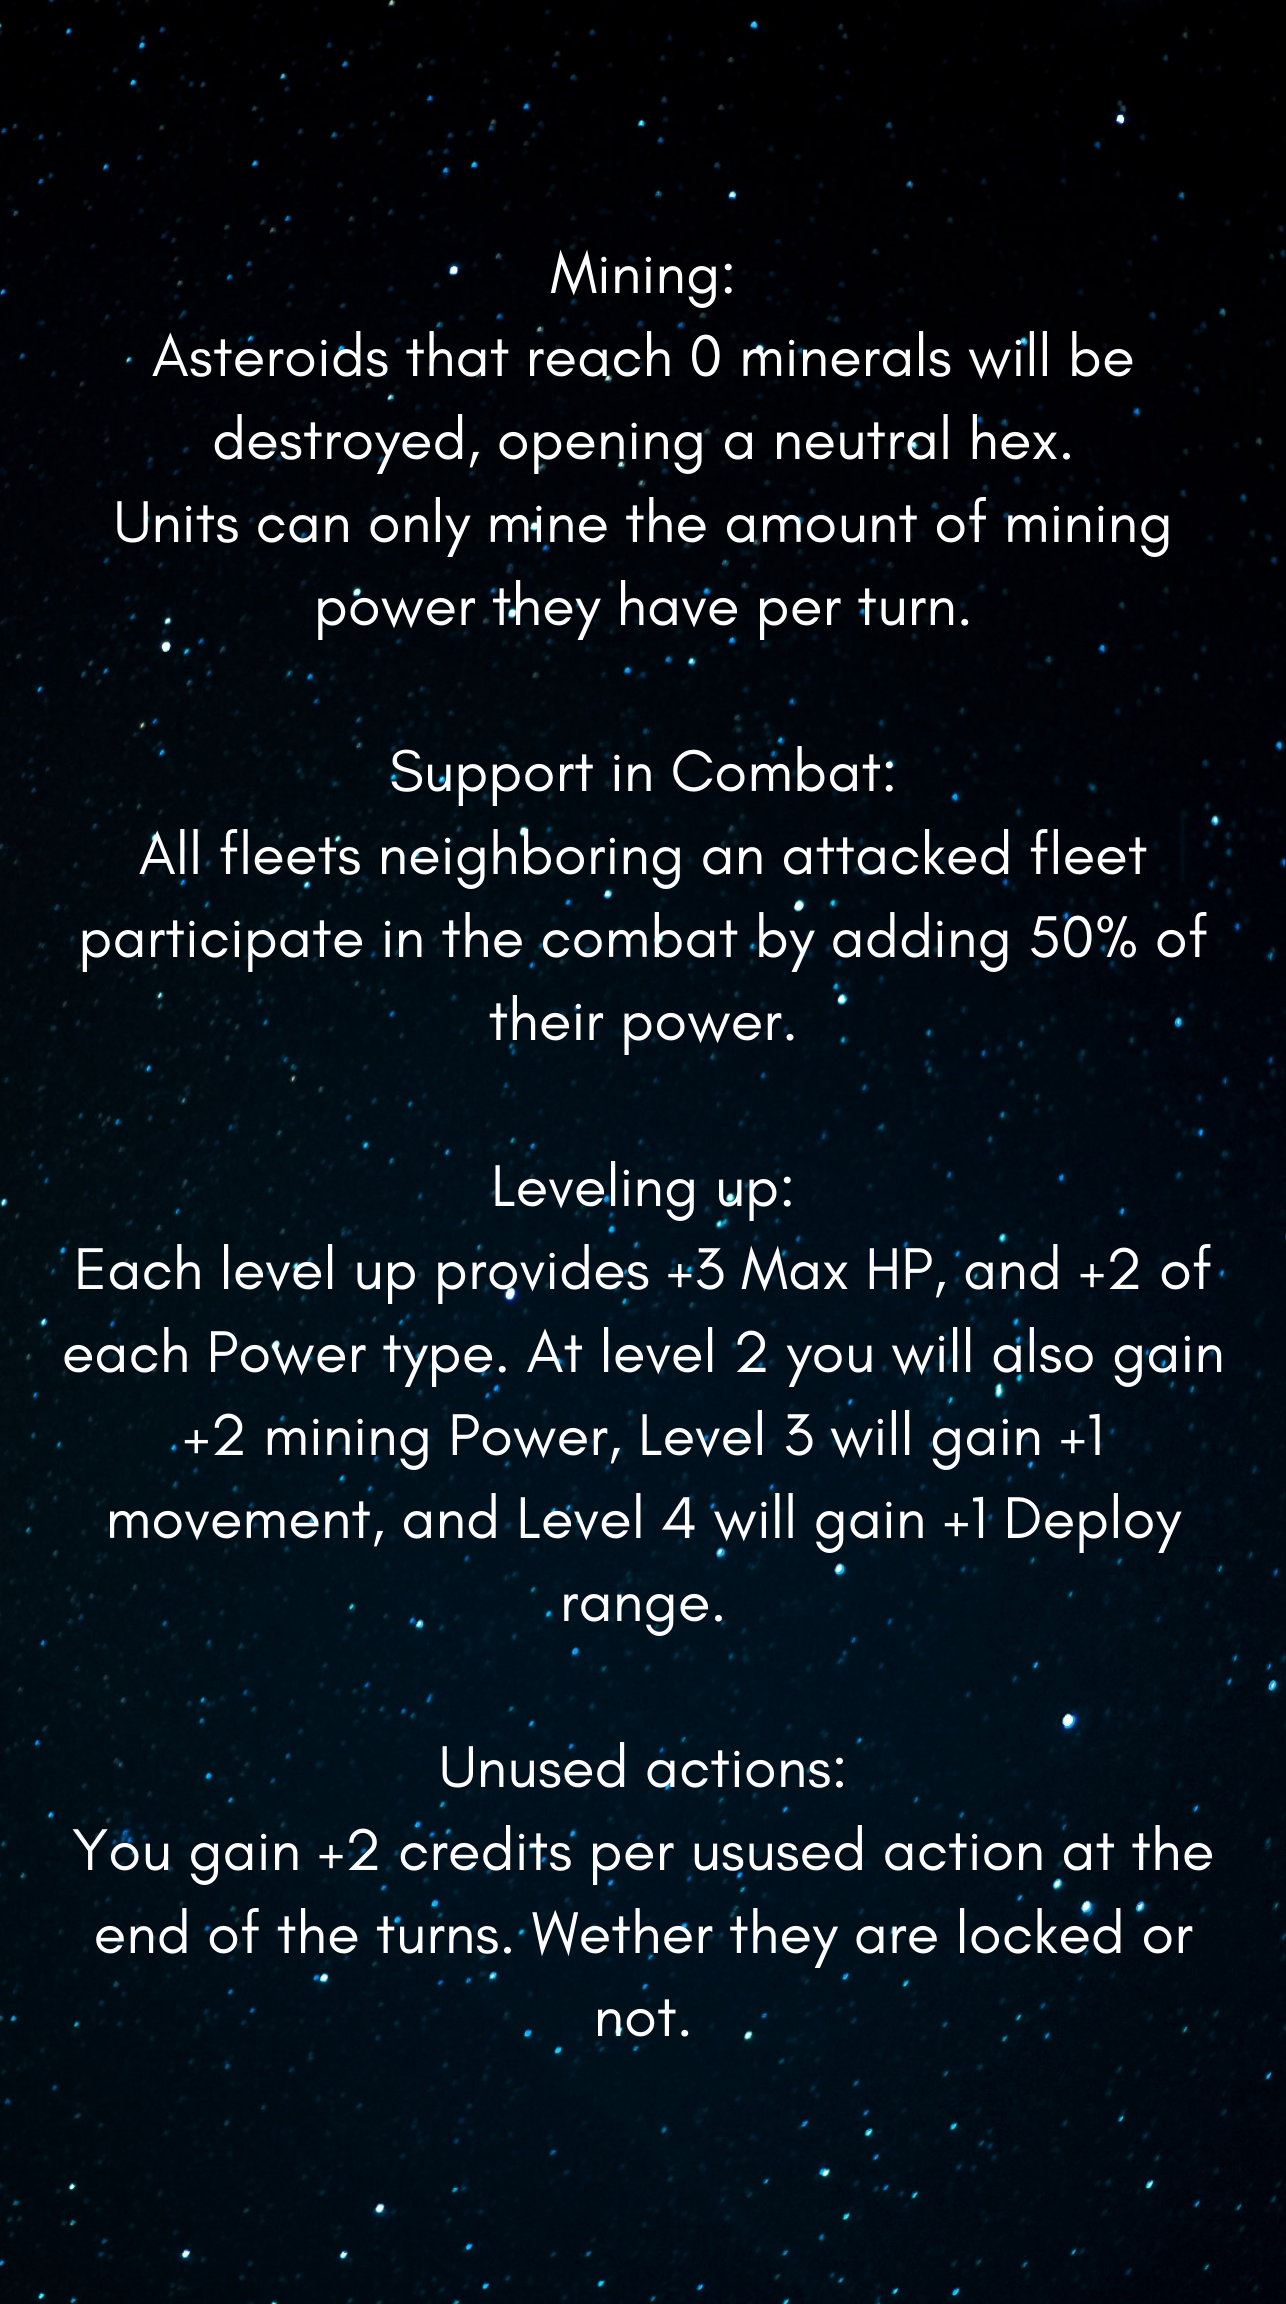 Mining:
Asteroids that reach 0 minerals will be
destroyed, opening a neutral hex.
Units can only mine the amount of mining
power they have per turn.
Support in Combat:
All fleets neighboring an attacked fleet
participate in the combat by adding 50% of
their power.
Leveling up:
Each level up provides +3 Max HP, and +2 of
each Power type. At level 2 you will also gain
+2 mining Power, Level 3 will gain +1
movement, and Level 4 will gain +1 Deploy
range.
Unused actions:
You gain +2 credits per usused action at the
end of the turns. Wether they are locked or
not.